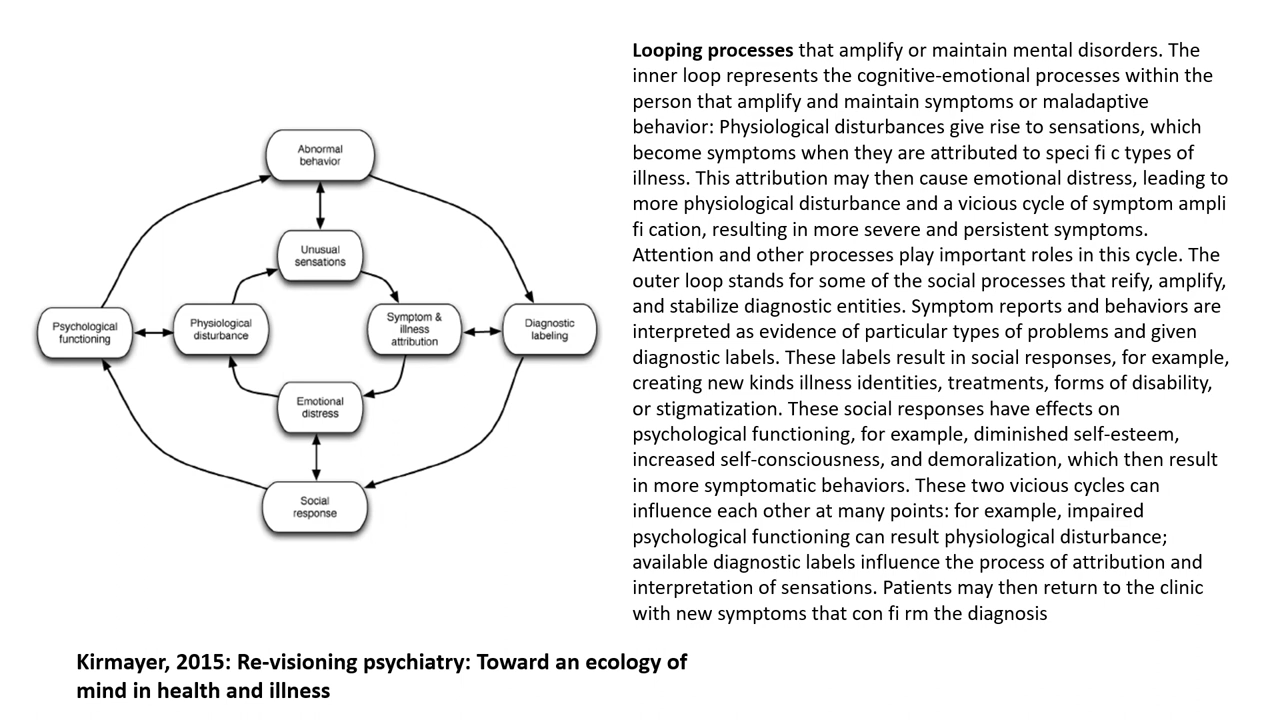 Looping processes that amplify or maintain mental disorders. The
inner loop represents the cognitive-emotional processes within the
person that amplify and maintain symptoms or maladaptive
behavior: Physiological disturbances give rise to sensations, which
become symptoms when they are attributed to speci fi c types of
illness. This attribution may then cause emotional distress, leading to
more physiological disturbance and a vicious cycle of symptom ampli
fi cation, resulting in more severe and persistent symptoms.
Attention and other processes play important roles in this cycle. The
outer loop stands for some of the social processes that reify, amplify,
and stabilize diagnostic entities. Symptom reports and behaviors are
interpreted as evidence of particular types of problems and given
diagnostic labels. These labels result in social responses, for example,
creating new kinds illness identities, treatments, forms of disability,
or stigmatization. These social responses have effects on
psychological functioning, for example, diminished self-esteem,
increased self-consciousness, and demoralization, which then result
in more symptomatic behaviors. These two vicious cycles can
influence each other at many points: for example, impaired
psychological functioning can result physiological disturbance;
available diagnostic labels influence the process of attribution and
interpretation of sensations. Patients may then return to the clinic
with new symptoms that con fi rm the diagnosis
Abnormal
behavior
Unusual
sensations
Psychological
functioning
Physiological
disturbance
Symptom &
illness
attribution
Diagnostic
labeling
Emotional
distress
Social
response
Kirmayer, 2015: Re-visioning psychiatry: Toward an ecology of
mind in health and illness